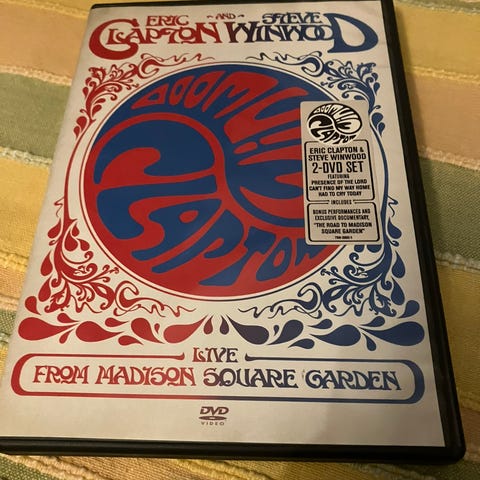 ERIC AND STEVE
CLAPTON WINWOOD
WINWOOD
CLAPTON
ERIC CLAPTON &
STEVE WINWOOD
2-DVD SET
FEATURING
PRESENCE OF THE LORD
CAN'T FIND MY WAY HOME
HAD TO CRY TODAY
INCLUDES
BONUS PERFORMANCES AND
EXCLUSIVE DOCUMENTARY,
"THE ROAD TO MADISON
SQUARE GARDEN"
LIVE
FROM MADISON SQUARE GARDEN
DVD
VIDEO